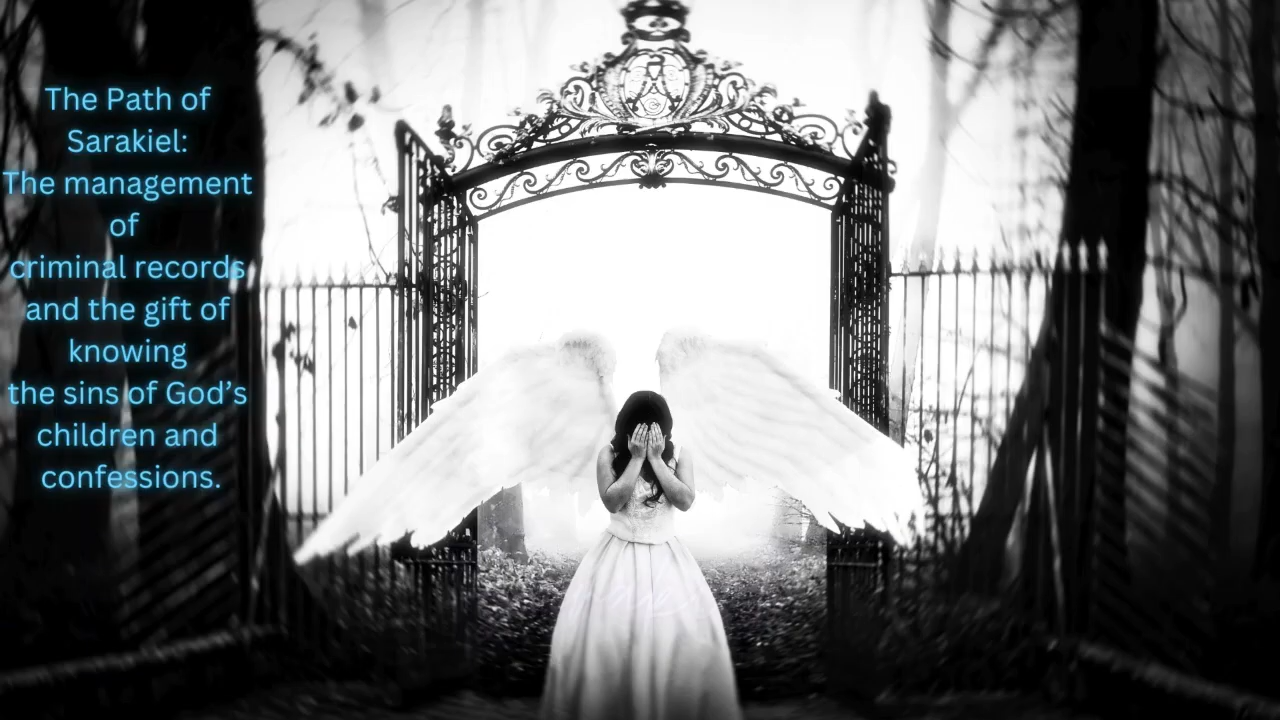 The Path of
Sarakiel:
The management
of
criminal records
and the gift of
knowing
the sins of God’s
children and
confessions.